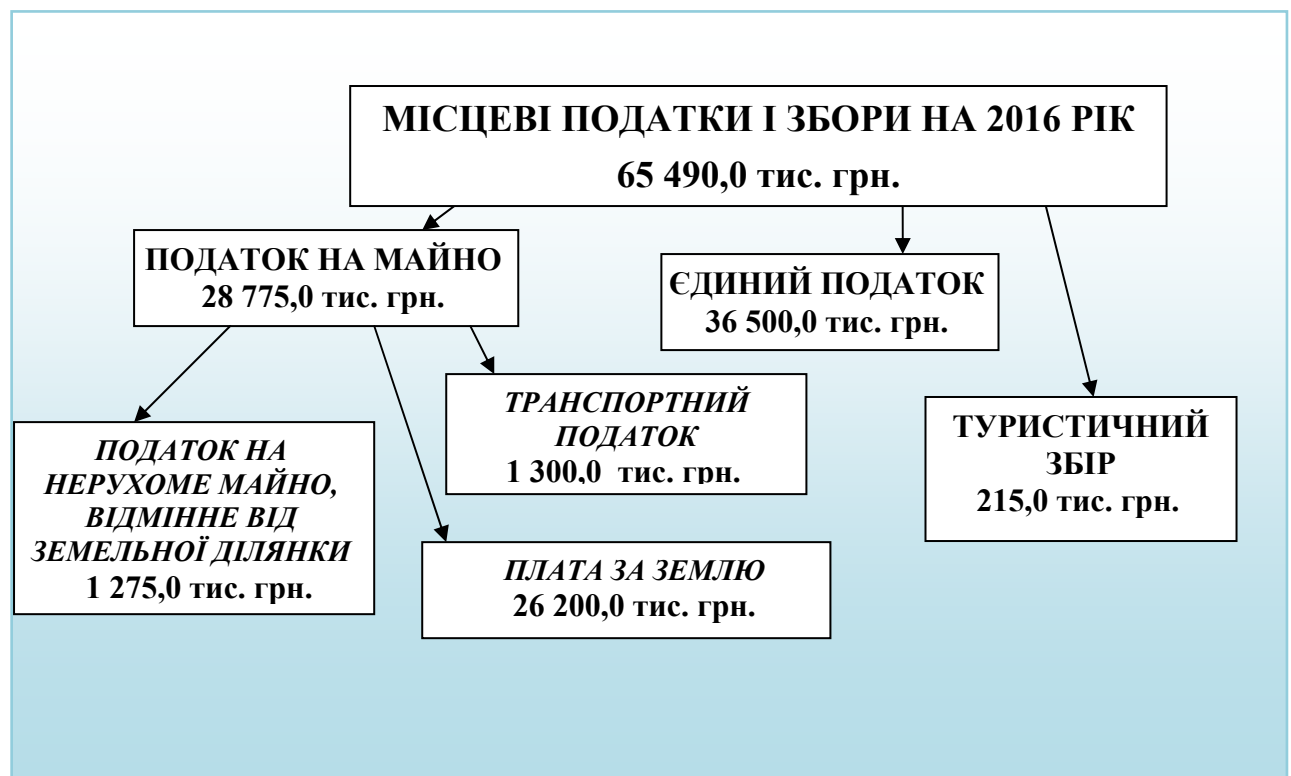 МІСЦЕВІ ПОДАТКИ І ЗБОРИ НА 2016 РІК
65 490,0 тис. грн.
ПОДАТОК НА МАЙНО
28 775,0 тис. грн.
ЄДИНИЙ ПОДАТОК
36 500,0 тис. грн.
ТРАНСПОРТНИЙ
ПОДАТОК
1 300,0 тис. грн.
ТУРИСТИЧНИЙ
ЗБІР
215,0 тис. грн.
ПОДАТОК НА
НЕРУХОМЕ МАЙНО,
ВІДМІННЕ ВІД
ЗЕМЕЛЬНОЇ ДІЛЯНКИ
1 275,0 тис. грн.
ПЛАТА ЗА ЗЕМЛЮ
26 200,0 тис. грн.